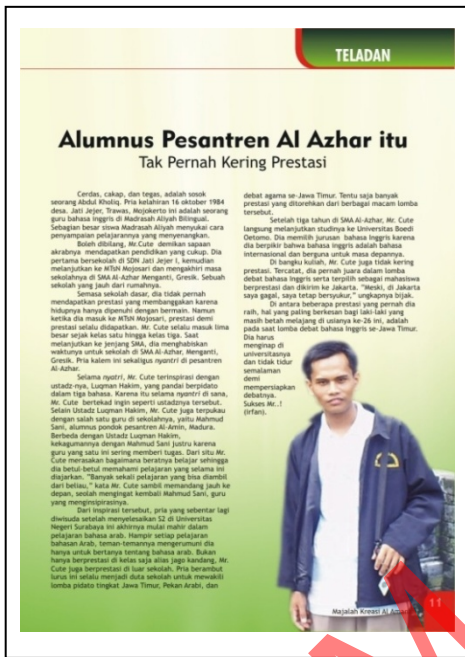 TELADAN
Alumnus Pesantren Al Azhar itu
Tak Pernah Kering Prestasi
Cerdas, cakap, dan tegas, adalah sosok
seorang Abdul Kholiq. Pria kelahiran 16 oktober 1984
desa. Jati Jejer, Trawas, Mojokerto ini adalah seorang
guru bahasa inggris di Madrasah Aliyah Bilingual.
Sebagian besar siswa Madrasah Aliyah menyukai cara
penyampaian pelajarannya yang menyenangkan.
Boleh dibilang, Mr.Cute demikan sapaan
akrabnya mendapatkan pendidikan yang cukup. Dia
pertama bersekolah di SDN Jati Jejer I, kemudian
melanjutkan ke MTsN Mojosari dan mengakhiri masa
sekolahnya di SMA Al-Azhar Menganti, Gresik. Sebuah
sekolah yang jauh dari rumahnya.
Semasa sekolah dasar, dia tidak pernah
mendapatkan prestasi yang membanggakan karena
hidupnya hanya dipenuhi dengan bermain. Namun
ketika dia masuk ke MTsN Mojosari, prestasi demi
prestasi selalu didapatkan. Mr. Cute selalu masuk lima
besar sejak kelas satu hingga kelas tiga. Saat
melanjutkan ke jenjang SMA, dia menghabiskan
waktunya untuk sekolah di SMA Al-Azhar, Menganti,
Gresik. Pria kalem ini sekaligus nyantri di pesantren
Al-Azhar.
Selama nyatri, Mr. Cute terinspirasi dengan
ustadz-nya, Luqman Hakim, yang pandai berpidato
dalam tiga bahasa. Karena itu selama nyantri di sana,
Mr. Cute bertekad ingin seperti ustadznya tersebut.
Selain Ustadz Luqman Hakim, Mr. Cute juga terpukau
dengan salah satu guru di sekolahnya, yaitu Mahmud
Sani, alumnus pondok pesantren Al-Amin, Madura.
Berbeda dengan Ustadz Luqman Hakim,
kekagumannya dengan Mahmud Sani justru karena
guru yang satu ini sering memberi tugas. Dari situ Mr.
Cute merasakan bagaimana beratnya belajar sehingga
dia betul-betul memahami pelajaran yang selama ini
diajarkan. "Banyak sekali pelajaran yang bisa diambil
dari beliau," kata Mr. Cute sambil memandang jauh ke
depan, seolah mengingat kembali Mahmud Sani, guru
yang menginspirasinya.
Dari inspirasi tersebut, pria yang sebentar lagi
diwisuda setelah menyelesaikan S2 di Universitas
Negeri Surabaya ini akhirnya mulai mahir dalam
pelajaran bahasa arab. Hampir setiap pelajaran
bahasan Arab, teman-temannya mengerumuni dia
hanya untuk bertanya tentang bahasa arab. Bukan
hanya berprestasi di kelas saja alias jago kandang, Mr.
Cute juga berprestasi di luar sekolah. Pria berambut
lurus ini selalu menjadi duta sekolah untuk mewakili
lomba pidato tingkat Jawa Timur, Pekan Arabi, dan
debat agama se-Jawa Timur. Tentu saja banyak
prestasi yang ditorehkan dari berbagai macam lomba
tersebut.
Setelah tiga tahun di SMA Al-Azhar, Mr. Cute
langsung melanjutkan studinya ke Universitas Boedi
Oetomo. Dia memilih jurusan bahasa Inggris karena
dia berpikir bahwa bahasa inggris adalah bahasa
internasional dan berguna untuk masa depannya.
Di bangku kuliah, Mr. Cute juga tidak kering
prestasi. Tercatat, dia pernah juara dalam lomba
debat bahasa Inggris serta terpilih sebagai mahasiswa
berprestasi dan dikirim ke Jakarta. "Meski, di Jakarta
saya gagal, saya tetap bersyukur," ungkapnya bijak.
Di antara beberapa prestasi yang pernah dia
raih, hal yang paling berkesan bagi laki-laki yang
masih betah melajang di usianya ke-26 ini, adalah
pada saat lomba debat bahasa Inggris se-Jawa Timur.
Dia harus
menginap di
universitasnya
dan tidak tidur
semalaman
demi
mempersiapkan
debatnya.
Sukses Mr..!
(irfan).
Majalah Kreasi Al
11